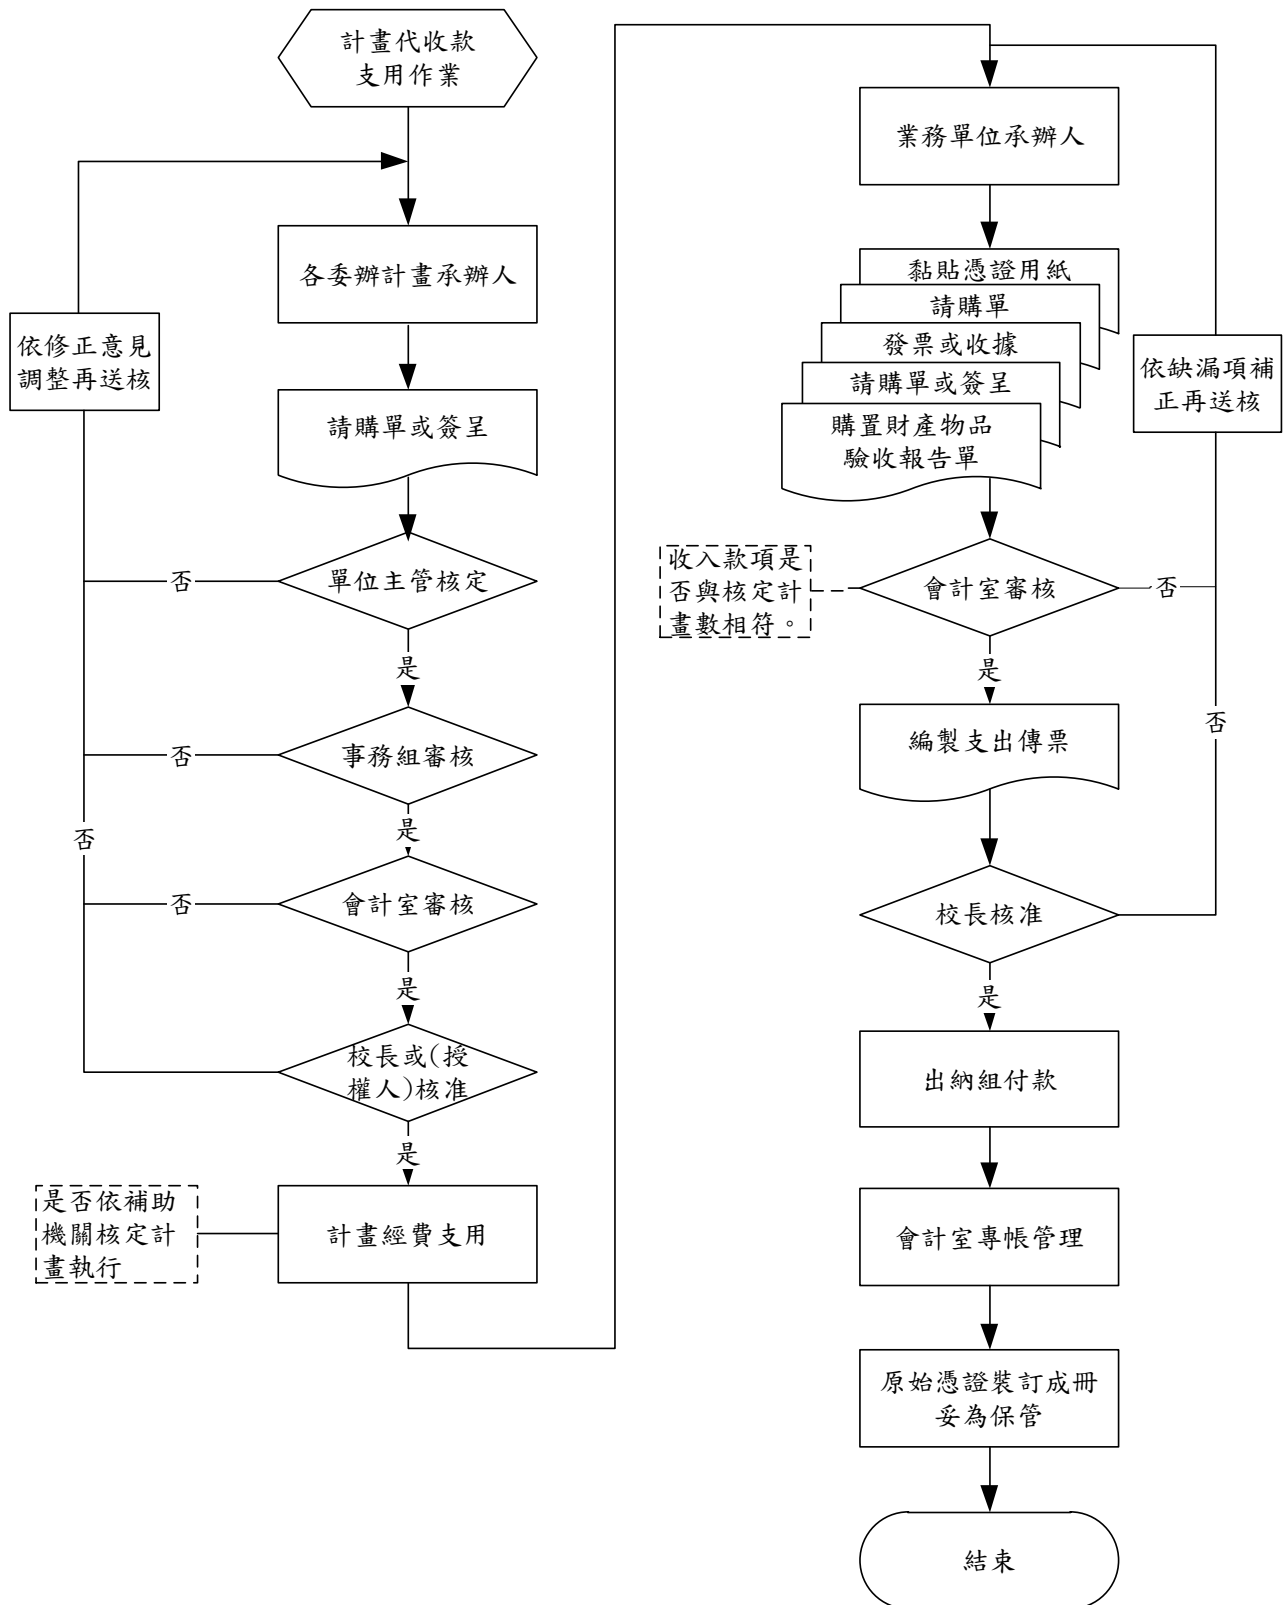 計畫代收款
支用作業
各委辦計畫承辦人
依修正意見
調整再送核
請購單或簽呈
單位主管核定
否
是
事務組審核
否
是
否
會計室審核
否
是
校長或(授
權人)核准
是
是否依補助
機關核定計
畫執行
計畫經費支用
業務單位承辦人
黏貼憑證用紙
請購單
發票或收據
請購單或簽呈
購置財產物品
驗收報告單
依缺漏項補
正再送核
收入款項是
否與核定計
畫數相符。
會計室審核
否
是
編製支出傳票
否
校長核准
是
出納組付款
會計室專帳管理
原始憑證裝訂成冊
妥為保管
結束